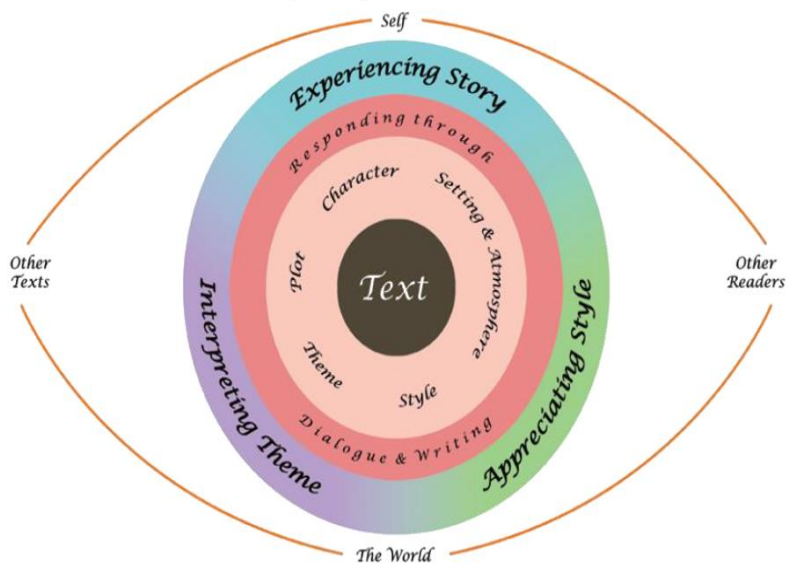 Self
Experiencing Story
Responding through
Character
Setting & Atmosphere
Plot
Other
Texts
Text
Other
Readers
Interpreting Theme
Appreciating Style
Theme
Style
Dialogue & Writing
The World